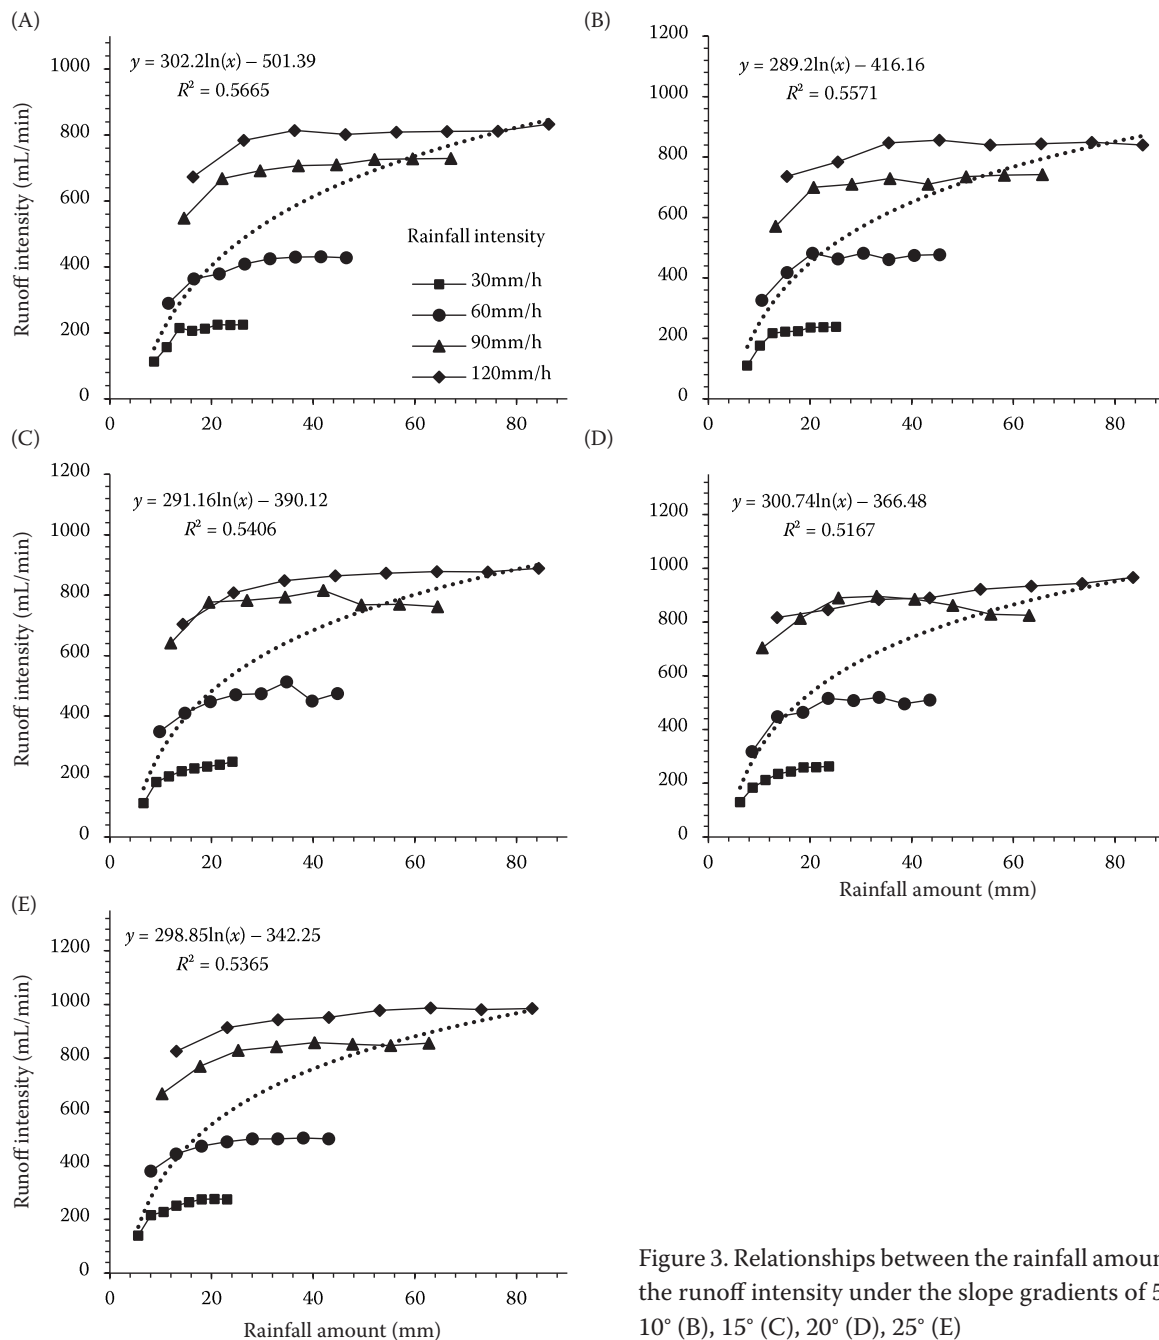 (A)
y = 302.2ln(x) – 501.39
R² = 0.5665
Runoff intensity (mL/min)
1000
800
600
400
200
0
0 20 40 60 80
Rainfall intensity
30mm/h
60mm/h
90mm/h
120mm/h
(B)
y = 289.2ln(x) – 416.16
R² = 0.5571
1200
1000
800
600
400
200
0
0 20 40 60 80
(C)
y = 291.16ln(x) – 390.12
R² = 0.5406
Runoff intensity (mL/min)
1200
1000
800
600
400
200
0
0 20 40 60 80
(D)
y = 300.74ln(x) – 366.48
R² = 0.5167
1200
1000
800
600
400
200
0
0 20 40 60 80
Rainfall amount (mm)
(E)
y = 298.85ln(x) – 342.25
R² = 0.5365
Runoff intensity (mL/min)
1200
1000
800
600
400
200
0
0 20 40 60 80
Rainfall amount (mm)
Figure 3. Relationships between the rainfall amoun
the runoff intensity under the slope gradients of 5
10° (B), 15° (C), 20° (D), 25° (E)